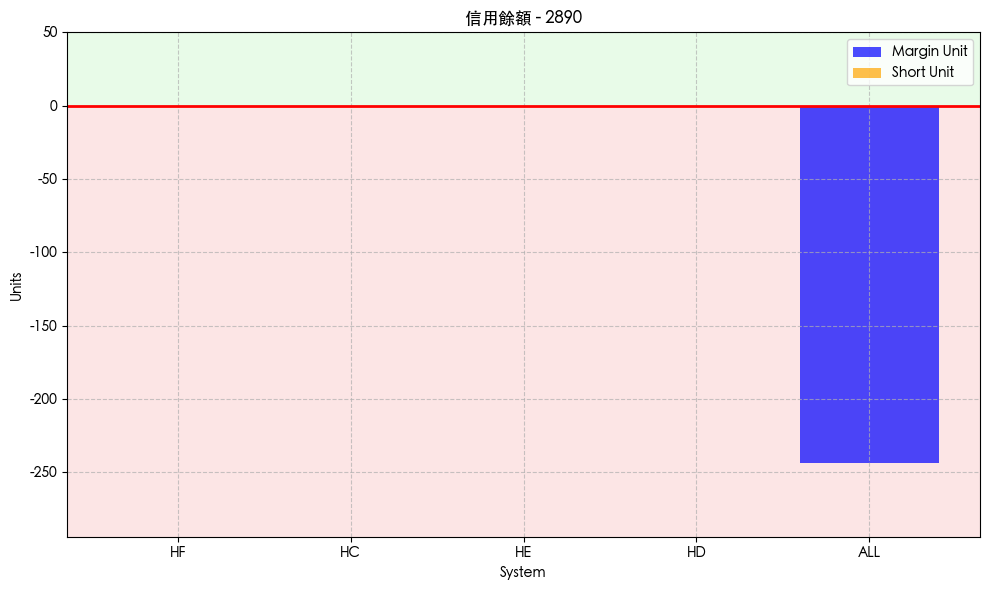 信用餘額 - 2890
Margin Unit
Short Unit
50
0
-50
-100
-150
-200
-250
Units
HF HC HE HD ALL
System